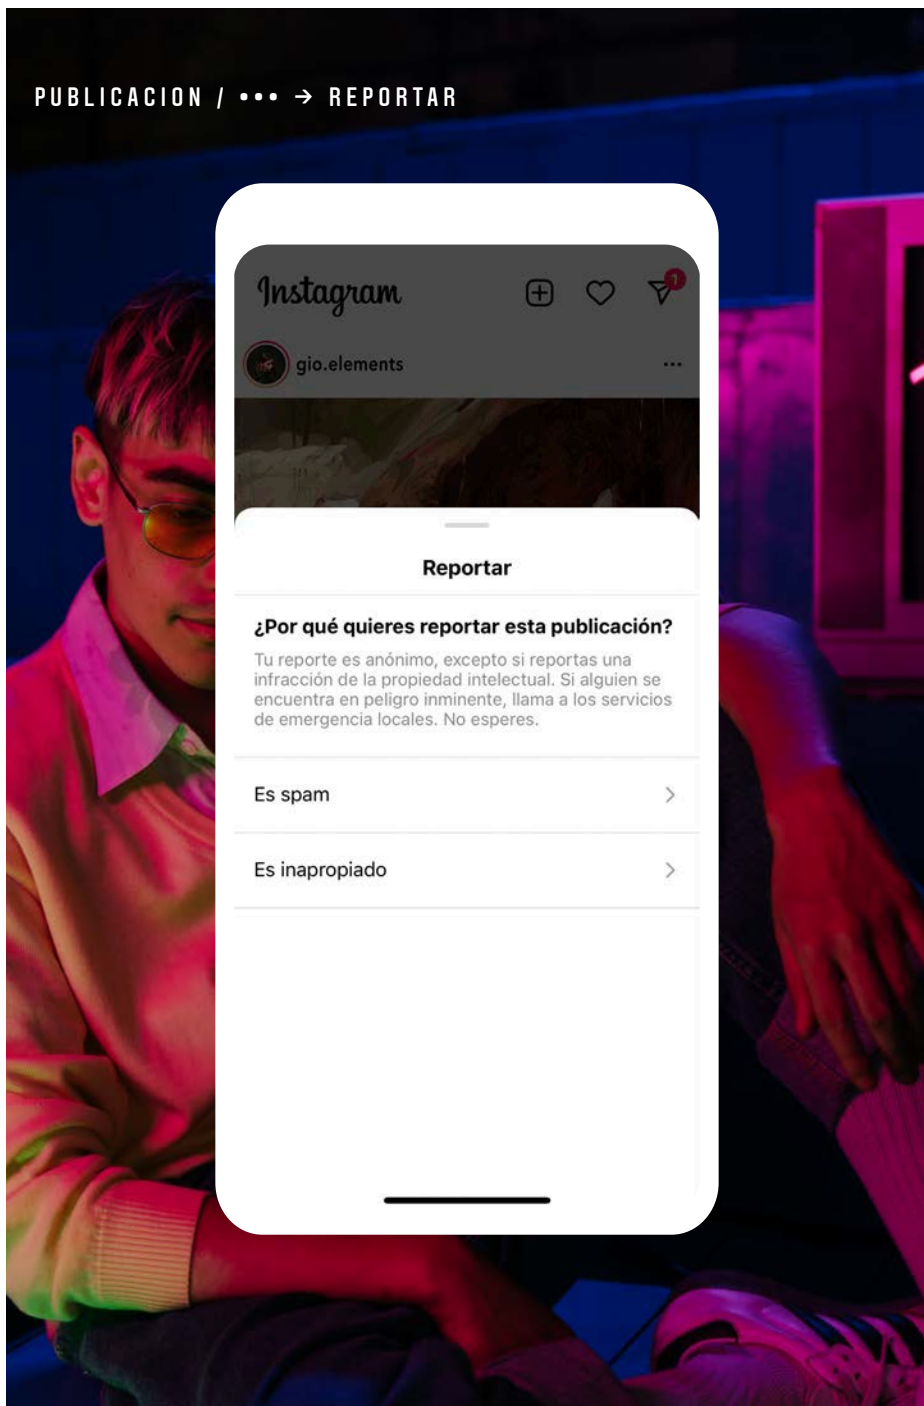 PUBLICACION / ••• → REPORTAR
Instagram
1
gio.elements
...
Reportar
¿Por qué quieres reportar esta publicación?
Tu reporte es anónimo, excepto si reportas una
infracción de la propiedad intelectual. Si alguien se
encuentra en peligro inminente, llama a los servicios
de emergencia locales. No esperes.
Es spam
Es inapropiado